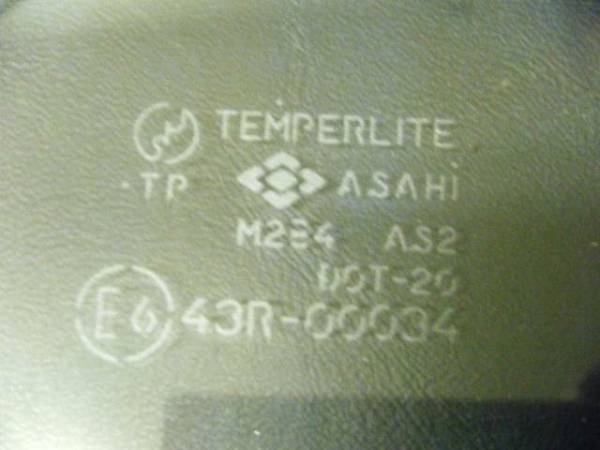 TEMPERLITE
TP ASAHI
M2E4 AS2
DOT-20
E6 43R-00034